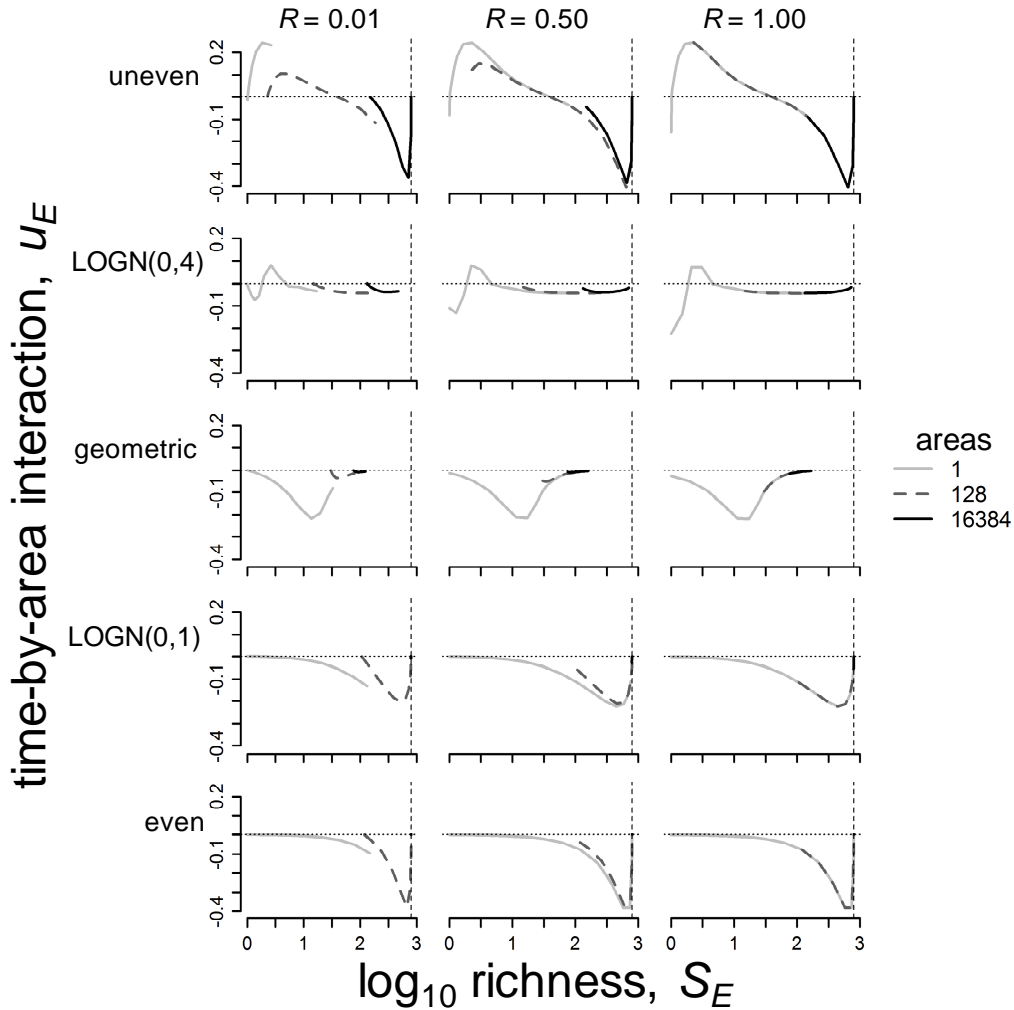 R = 0.01 R = 0.50 R = 1.00
uneven
0.2
-0.1
-0.4
LOGN(0,4)
0.2
-0.1
-0.4
geometric
0.2
-0.1
-0.4
LOGN(0,1)
0.2
-0.1
-0.4
even
0.2
-0.1
-0.4
time-by-area interaction, u_E
areas
1
128
16384
0 1 2 3 0 1 2 3 0 1 2 3
log₁₀ richness, S_E